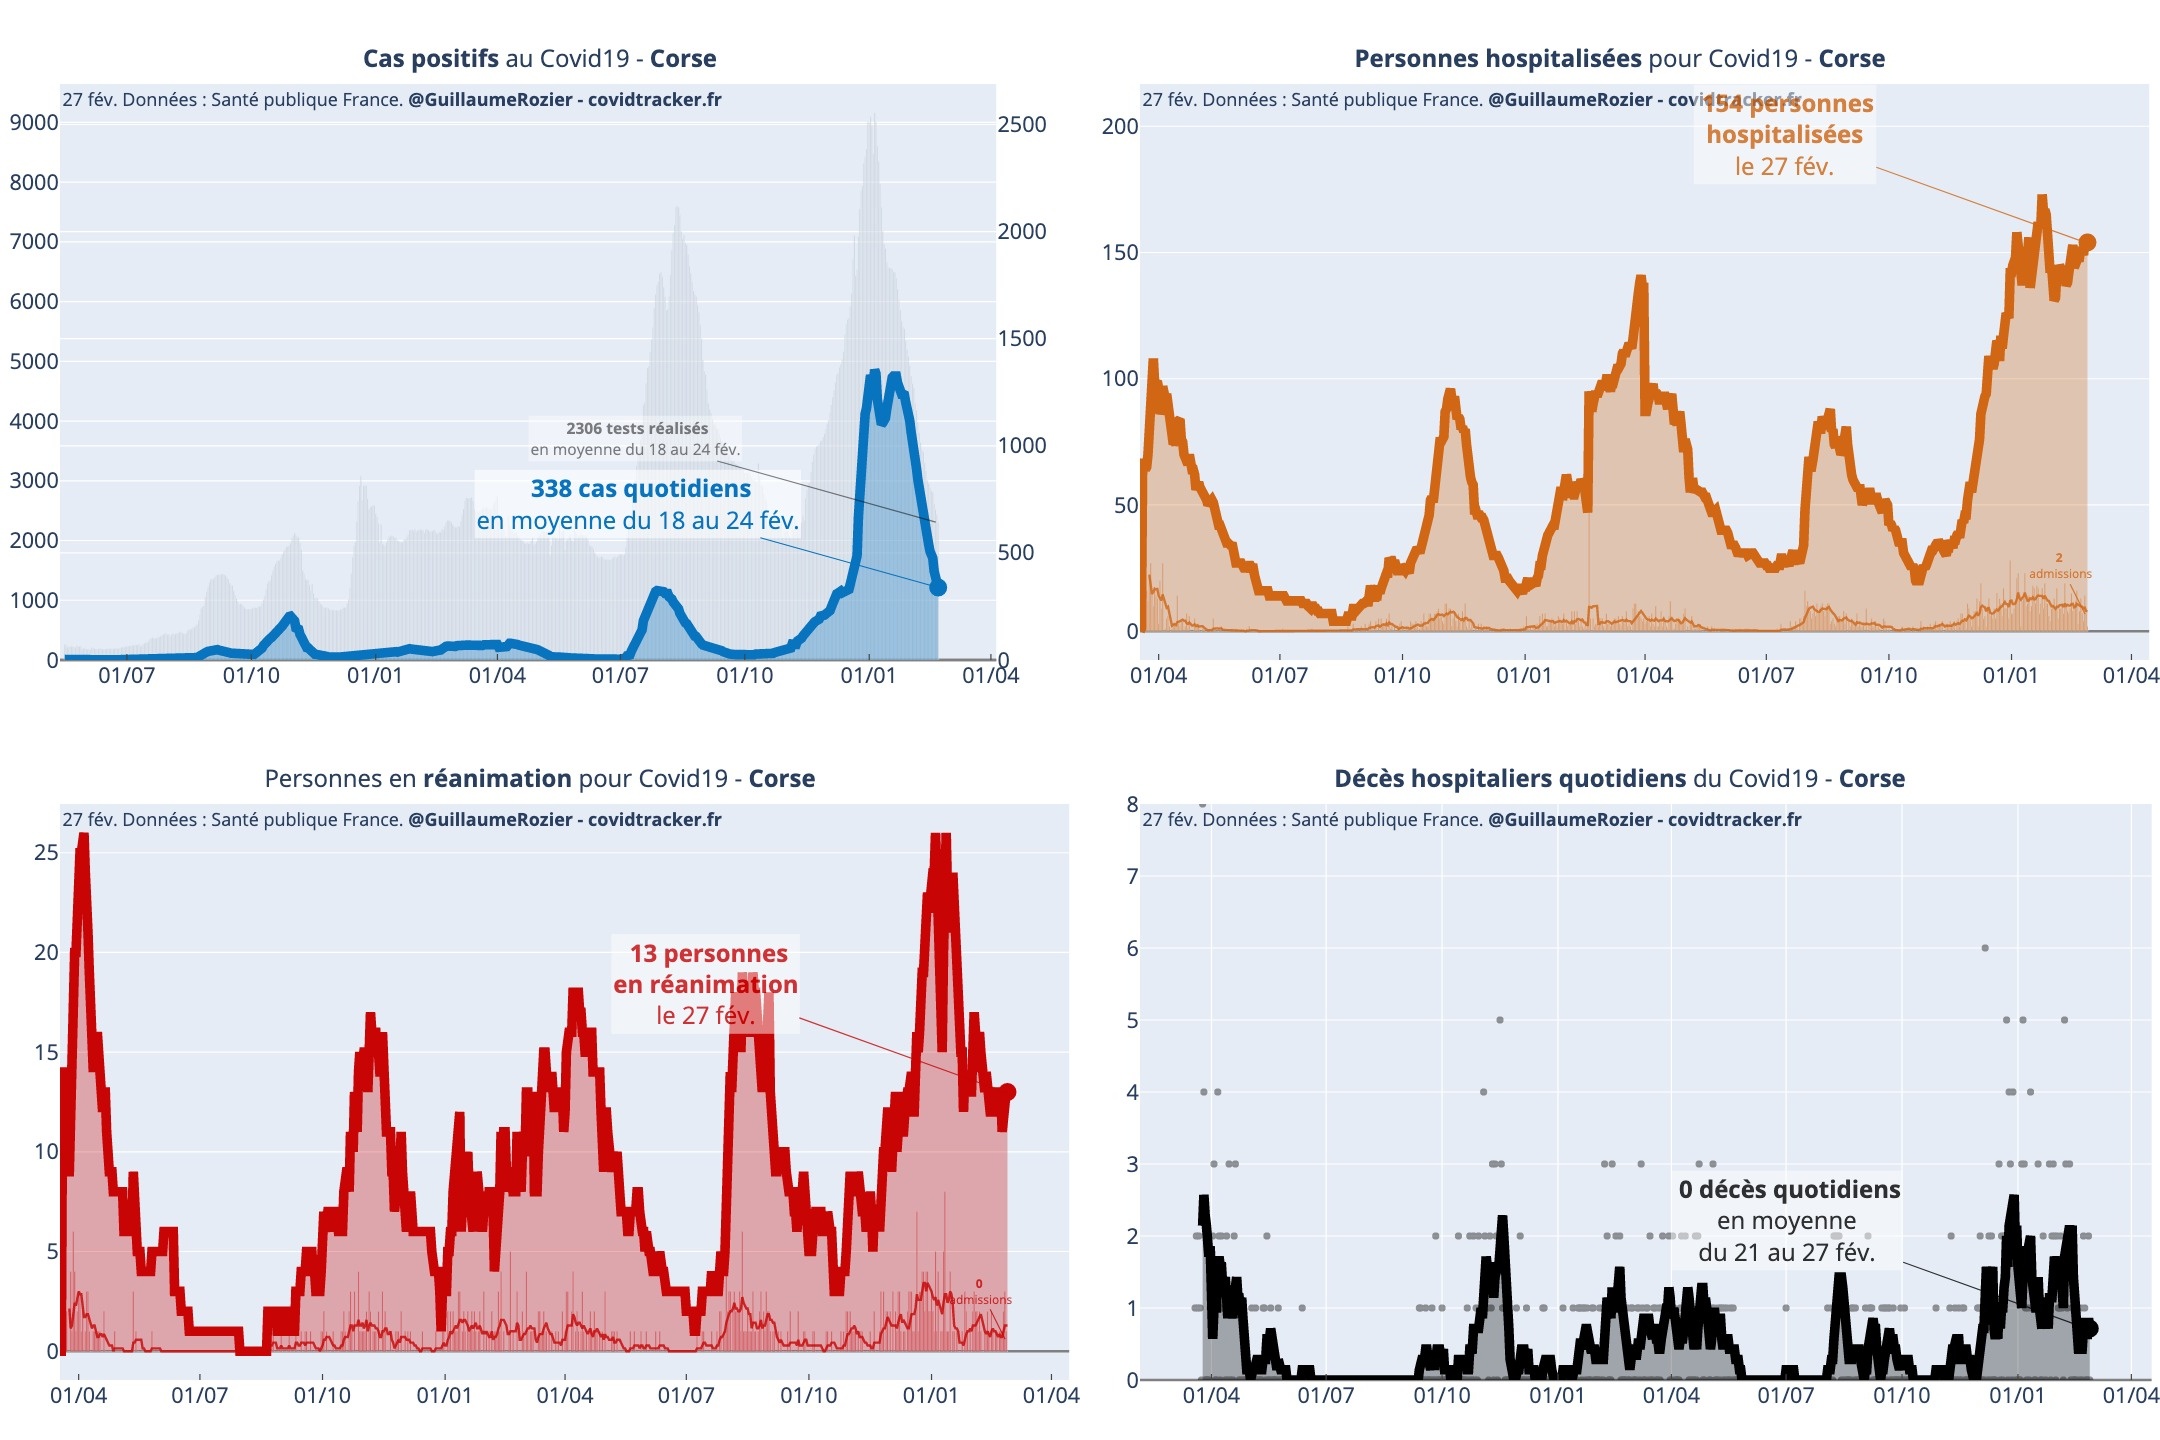 Cas positifs au Covid19 - Corse
27 fév. Données : Santé publique France. @GuillaumeRozier - covidtracker.fr
9000
8000
7000
6000
5000
4000
3000
2000
1000
0
2500
2000
1500
1000
500
0
2306 tests réalisés
en moyenne du 18 au 24 fév.
338 cas quotidiens
en moyenne du 18 au 24 fév.
01/07 01/10 01/01 01/04 01/07 01/10 01/01 01/04
Personnes hospitalisées pour Covid19 - Corse
27 fév. Données : Santé publique France. @GuillaumeRozier - covidtracker.fr
154 personnes
hospitalisées
le 27 fév.
200
150
100
50
0
2
admissions
01/04 01/07 01/10 01/01 01/04 01/07 01/10 01/01 01/04
Personnes en réanimation pour Covid19 - Corse
27 fév. Données : Santé publique France. @GuillaumeRozier - covidtracker.fr
25
20
15
10
5
0
13 personnes
en réanimation
le 27 fév.
0
admissions
01/04 01/07 01/10 01/01 01/04 01/07 01/10 01/01 01/04
Décès hospitaliers quotidiens du Covid19 - Corse
27 fév. Données : Santé publique France. @GuillaumeRozier - covidtracker.fr
8
7
6
5
4
3
2
1
0
0 décès quotidiens
en moyenne
du 21 au 27 fév.
01/04 01/07 01/10 01/01 01/04 01/07 01/10 01/01 01/04